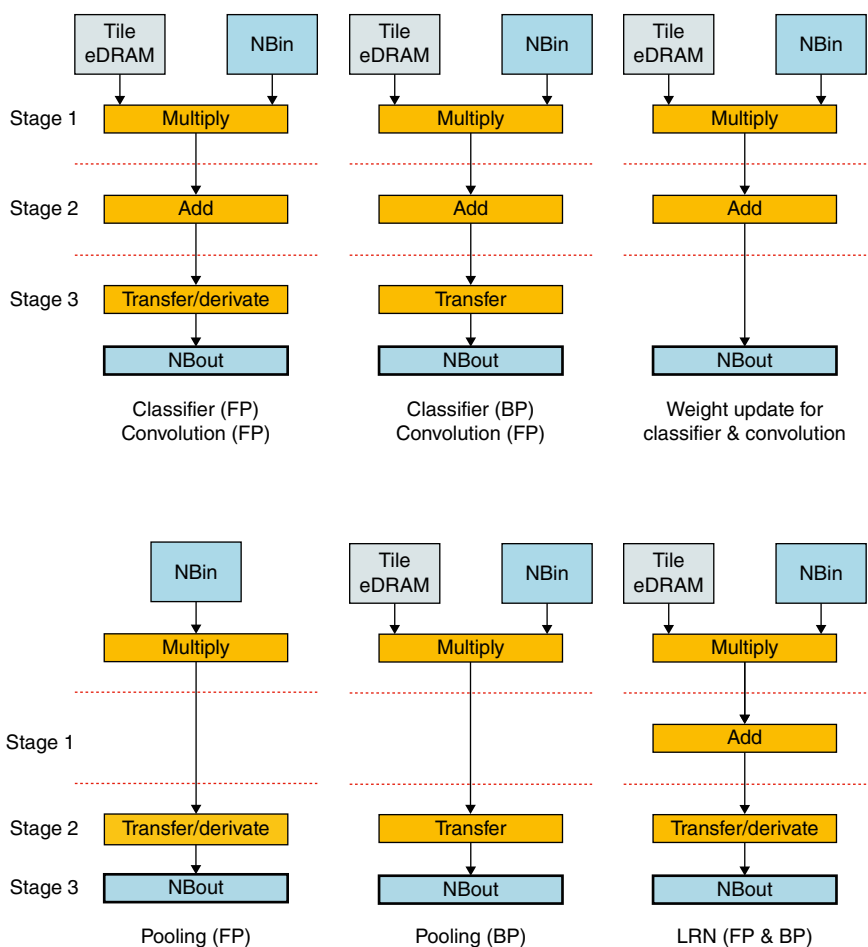 Tile
eDRAM
NBin
Tile
eDRAM
NBin
Tile
eDRAM
NBin
Stage 1
Multiply
Multiply
Multiply
Stage 2
Add
Add
Add
Stage 3
Transfer/derivate
Transfer
NBout
NBout
NBout
Classifier (FP)
Convolution (FP)
Classifier (BP)
Convolution (FP)
Weight update for
classifier & convolution
NBin
Tile
eDRAM
NBin
Tile
eDRAM
NBin
Multiply
Multiply
Multiply
Stage 1
Add
Stage 2
Transfer/derivate
Transfer
Transfer/derivate
Stage 3
NBout
NBout
NBout
Pooling (FP)
Pooling (BP)
LRN (FP & BP)